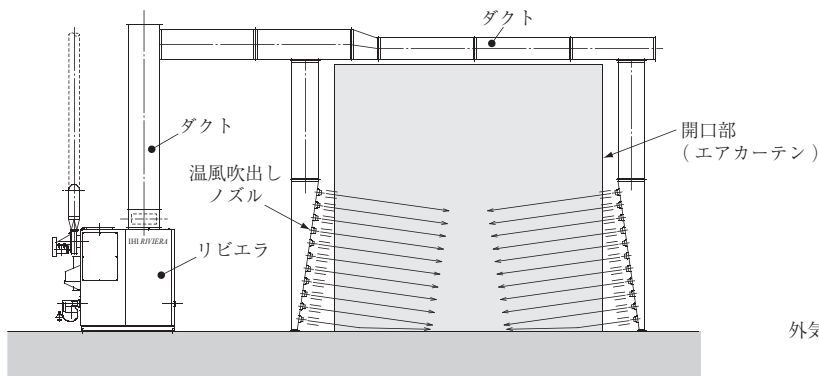 ダクト
ダクト
開口部
( エアカーテン )
温風吹出し
ノズル
IHI RIVIERA
リビエラ
外気